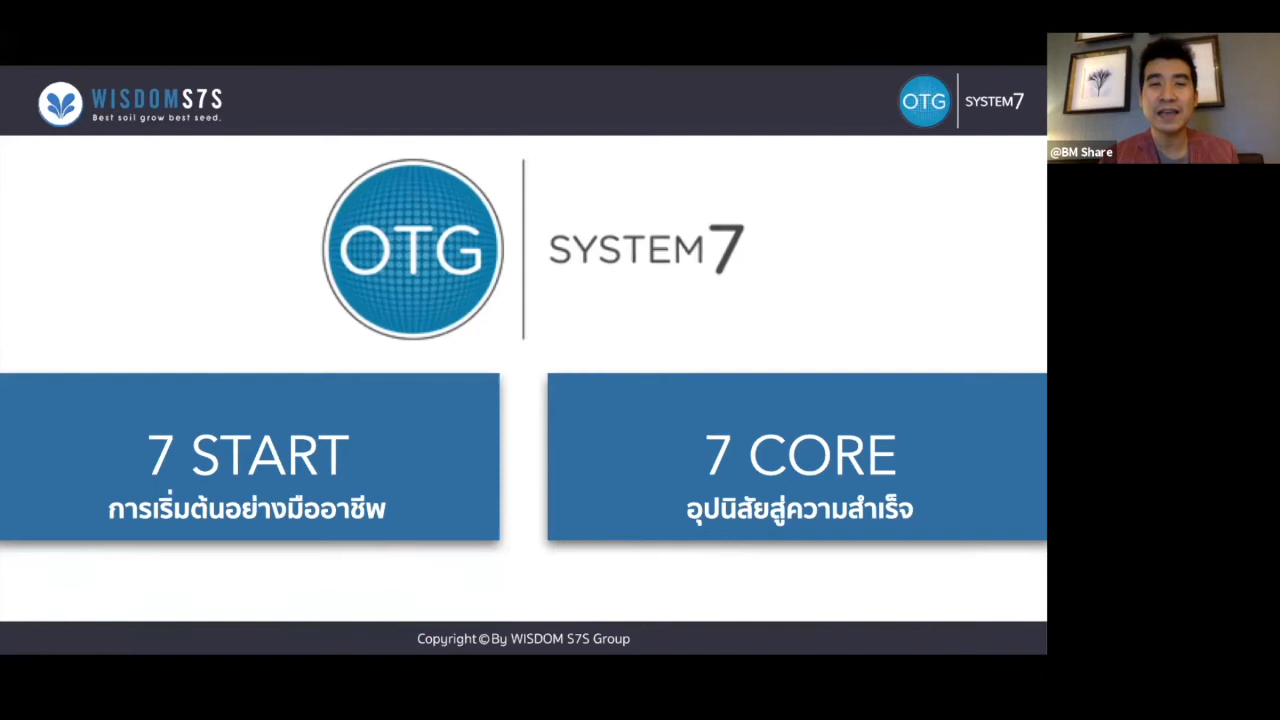 WISDOMS7S
Best soil grow best seed.
OTG SYSTEM7
@BM Share
OTG SYSTEM7
7 START
การเริ่มต้นอย่างมืออาชีพ
7 CORE
อุปนิสัยสู่ความสำเร็จ
Copyright©By WISDOM S7S Group